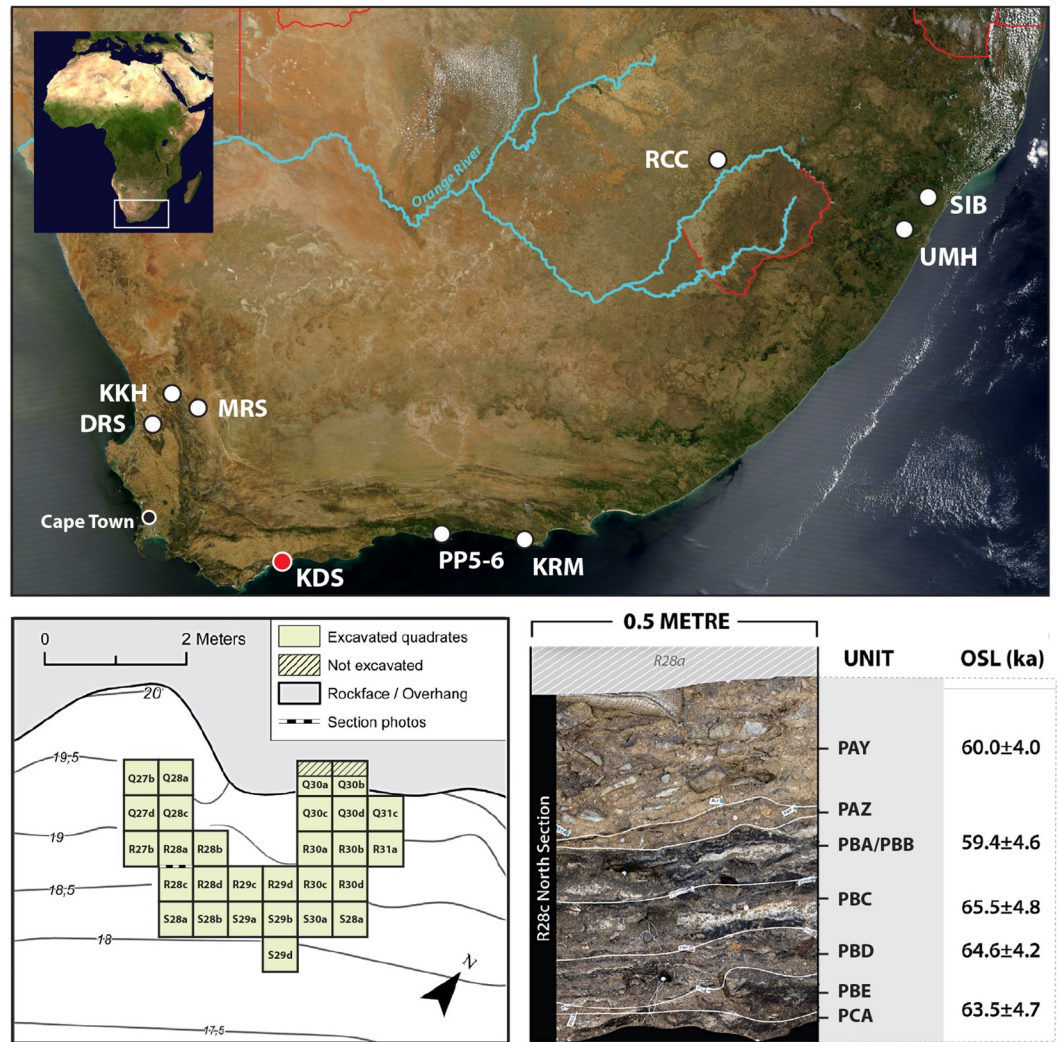 Orange River
RCC
SIB
UMH
KKH
MRS
DRS
Cape Town
KDS
PP5-6
KRM
0 2 Meters
Excavated quadrates
Not excavated
Rockface / Overhang
Section photos
20
19,5
19
18,5
18
17,5
Q27b Q28a
Q30a Q30b
Q27d Q28c
Q30c Q30d Q31c
R27b R28a R28b
R30a R30b R31a
R28c R28d R29c R29d R30c R30d
S28a S28b S29a S29b S30a S28a
S29d
N
0.5 METRE
R28a
UNIT OSL (ka)
R28c North Section
PAY 60.0±4.0
PAZ
PBA/PBB 59.4±4.6
PBC 65.5±4.8
PBD 64.6±4.2
PBE
PCA 63.5±4.7